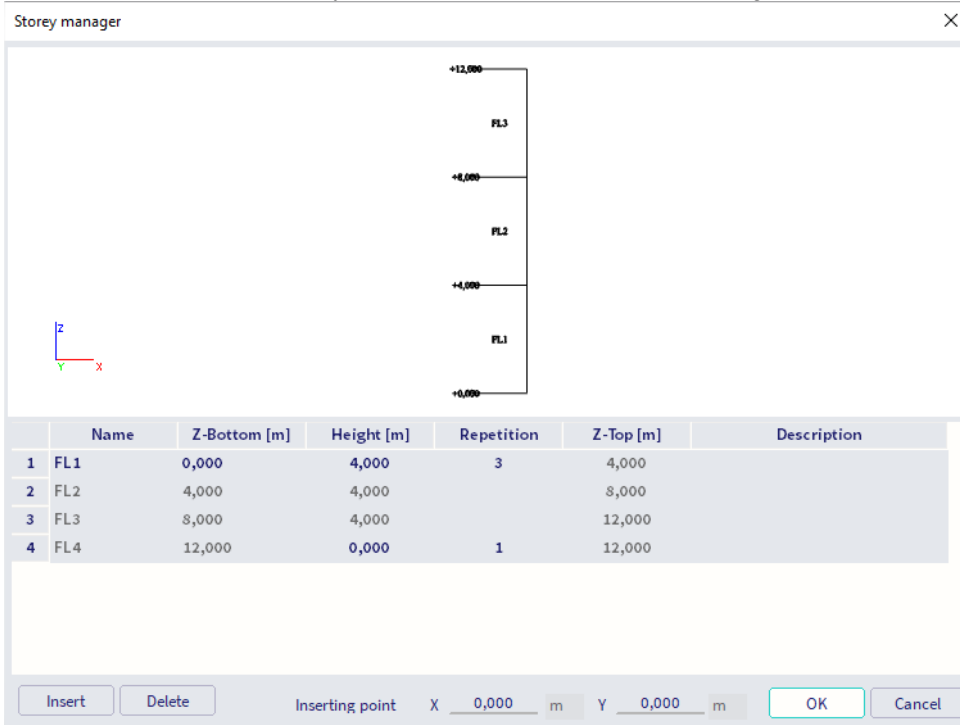 Storey manager
+12,000
FL3
+8,000
FL2
+4,000
Z
FL1
Y X
+0,000
Name Z-Bottom [m] Height [m] Repetition Z-Top [m] Description
1 FL1 0,000 4,000 3 4,000
2 FL2 4,000 4,000 8,000
3 FL3 8,000 4,000 12,000
4 FL4 12,000 0,000 1 12,000
Insert Delete Inserting point X 0,000 m Y 0,000 m OK Cancel